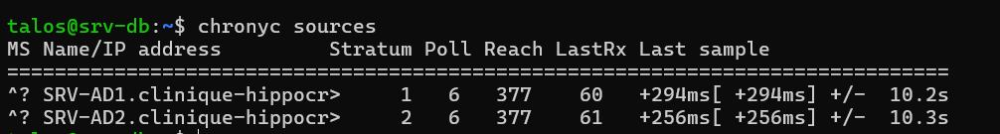 talos@srv-db:~$ chronyc sources
MS Name/IP address         Stratum Poll Reach LastRx Last sample
===============================================================================
^? SRV-AD1.clinique-hippocr>     1   6   377    60   +294ms[ +294ms] +/-  10.2s
^? SRV-AD2.clinique-hippocr>     2   6   377    61   +256ms[ +256ms] +/-  10.3s